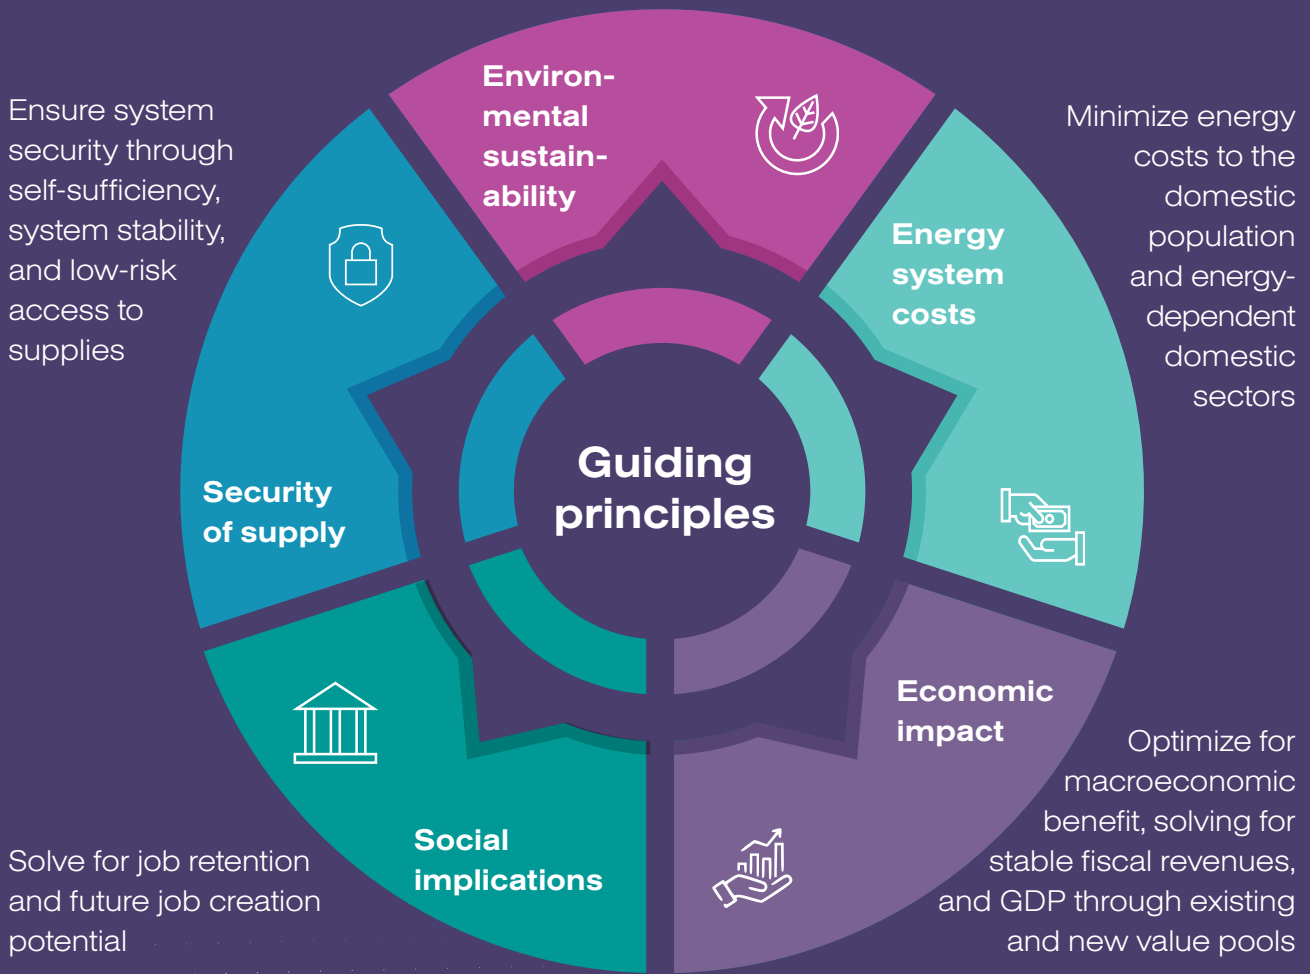 Environ-
mental
sustain-
ability
Ensure system
security through
self-sufficiency,
system stability,
and low-risk
access to
supplies
Minimize energy
costs to the
domestic
population
and energy-
dependent
domestic
sectors
Energy
system
costs
Guiding
principles
Security
of supply
Economic
impact
Optimize for
macroeconomic
benefit, solving for
stable fiscal revenues,
and GDP through existing
and new value pools
Social
implications
Solve for job retention
and future job creation
potential